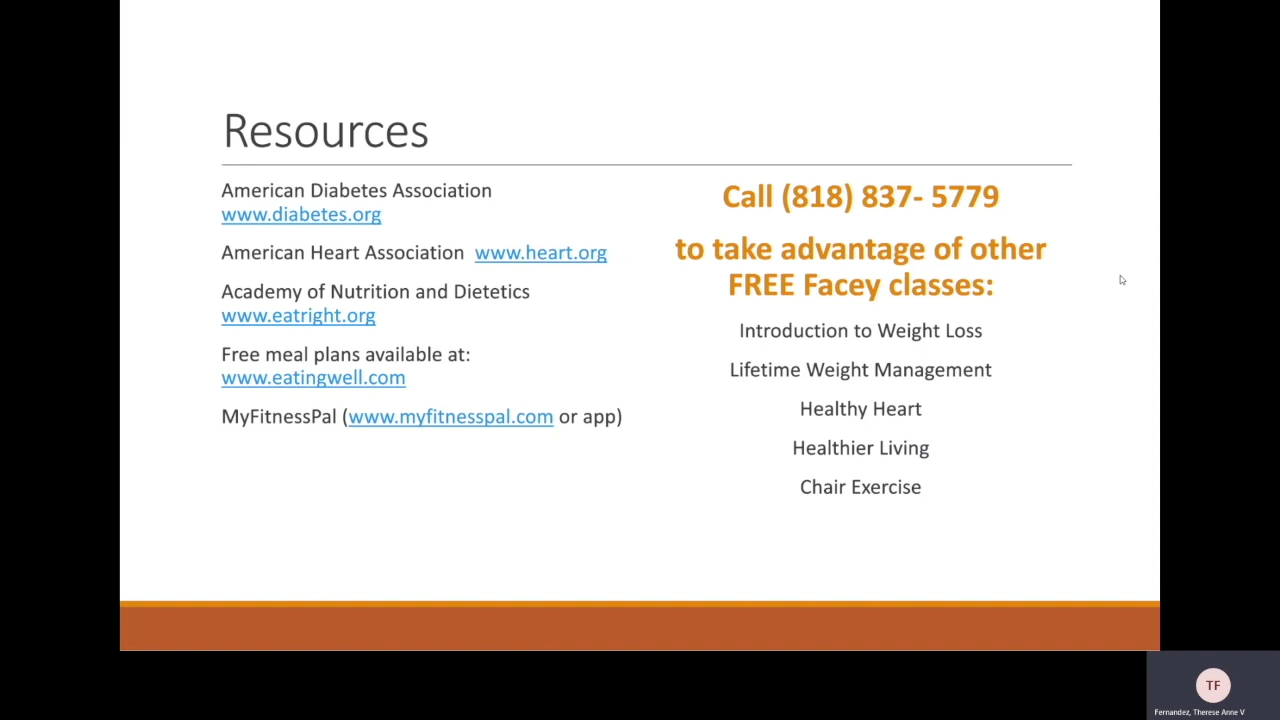 Resources
American Diabetes Association
www.diabetes.org
American Heart Association www.heart.org
Academy of Nutrition and Dietetics
www.eatright.org
Free meal plans available at:
www.eatingwell.com
MyFitnessPal (www.myfitnesspal.com or app)
Call (818) 837- 5779
to take advantage of other
FREE Facey classes:
Introduction to Weight Loss
Lifetime Weight Management
Healthy Heart
Healthier Living
Chair Exercise
TF
Fernandez, Therese Anne V